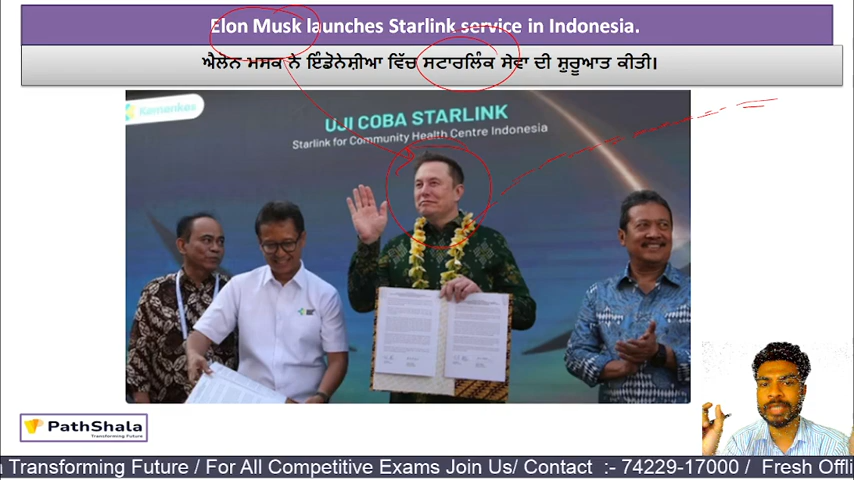 Elon Musk launches Starlink service in Indonesia.
ਐਲੋਨ ਮਸਕ ਨੇ ਇੰਡੋਨੇਸ਼ੀਆ ਵਿੱਚ ਸਟਾਰਲਿੰਕ ਸੇਵਾ ਦੀ ਸ਼ੁਰੂਆਤ ਕੀਤੀ।
Kemenkes
UJI COBA STARLINK
Starlink for Community Health Centre Indonesia
PathShala
Transforming Future
Transforming Future / For All Competitive Exams Join Us/ Contact :- 74229-17000 / Fresh Offli